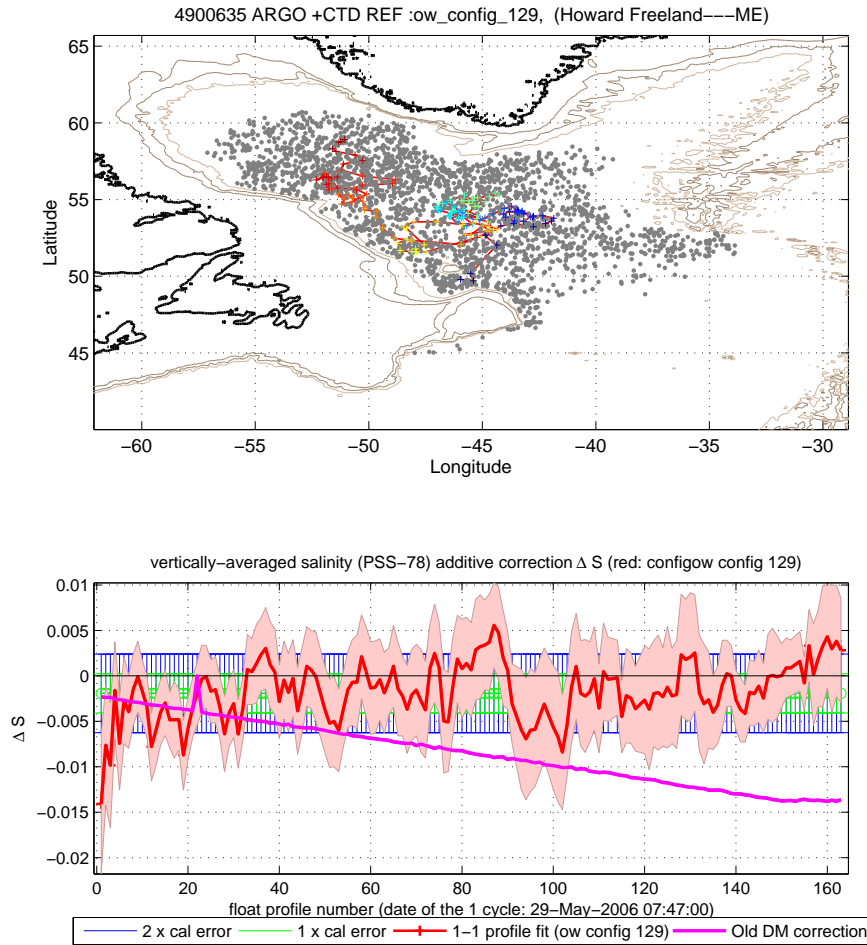 4900635 ARGO +CTD REF :ow_config_129,  (Howard Freeland---ME)
65
60
55
50
45
Latitude
−60 −55 −50 −45 −40 −35 −30
Longitude
vertically−averaged salinity (PSS−78) additive correction Δ S (red: configow config 129)
0.01
0.005
0
−0.005
−0.01
−0.015
−0.02
Δ S
0 20 40 60 80 100 120 140 160
float profile number (date of the 1 cycle: 29−May−2006 07:47:00)
2 x cal error 1 x cal error 1−1 profile fit (ow config 129) Old DM correction